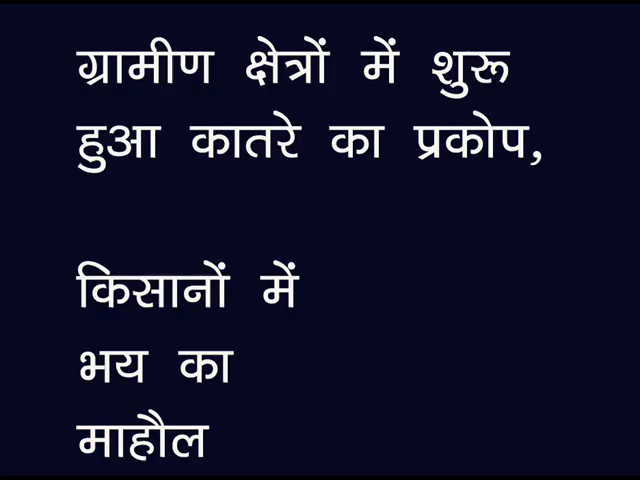 ग्रामीण क्षेत्रों में शुरू
हुआ कातरे का प्रकोप,
किसानों में
भय का
माहौल